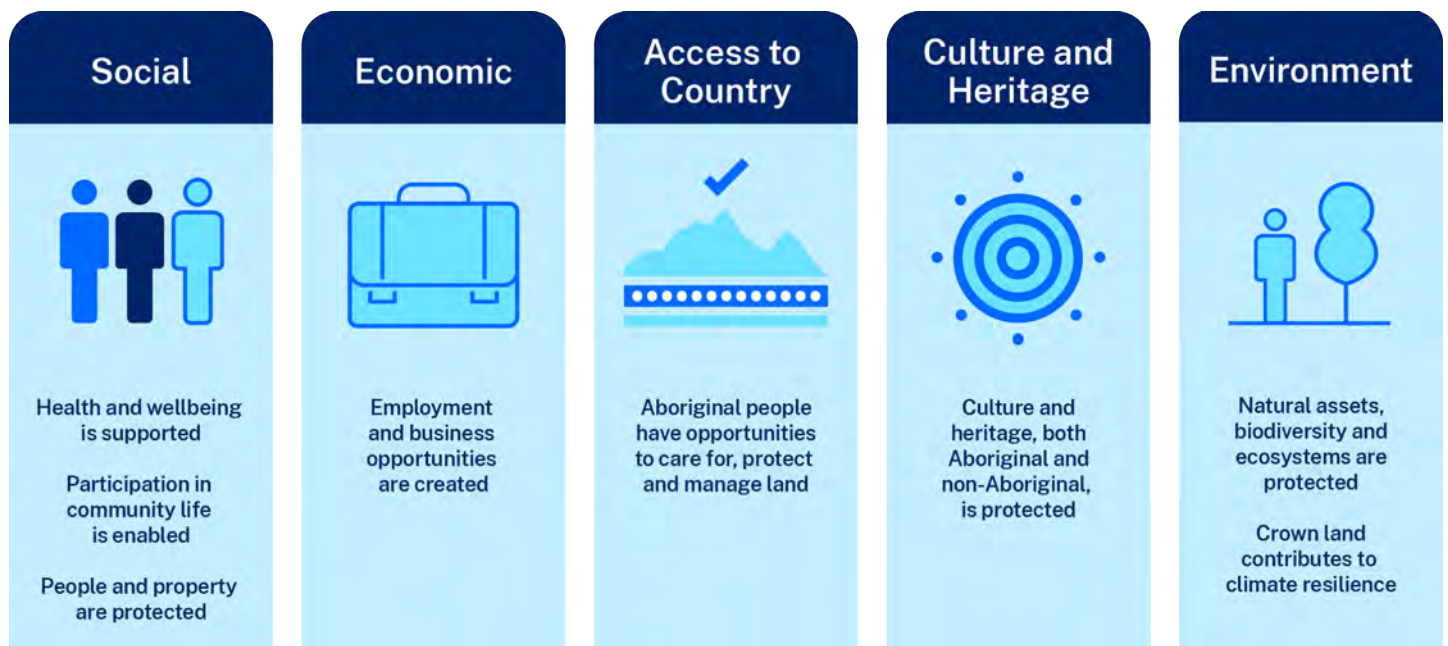 Social
Health and wellbeing
is supported
Participation in
community life
is enabled
People and property
are protected
Economic
Employment
and business
opportunities
are created
Access to
Country
Aboriginal people
have opportunities
to care for, protect
and manage land
Culture and
Heritage
Culture and
heritage, both
Aboriginal and
non-Aboriginal,
is protected
Environment
Natural assets,
biodiversity and
ecosystems are
protected
Crown land
contributes to
climate resilience